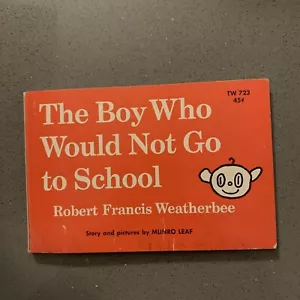 TW 723
45¢
The Boy Who
Would Not Go
to School
Robert Francis Weatherbee
Story and pictures by MUNRO LEAF